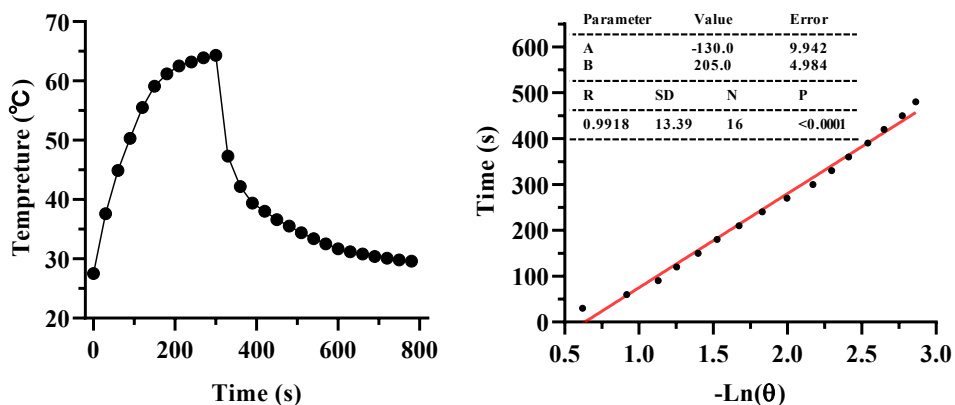 Tempreture (℃)
70
60
50
40
30
20
0 200 400 600 800
Time (s)
Time (s)
600
500
400
300
200
100
0
0.5 1.0 1.5 2.0 2.5 3.0
-Ln(θ)
Parameter Value Error
A -130.0 9.942
B 205.0 4.984
R SD N P
0.9918 13.39 16 <0.0001